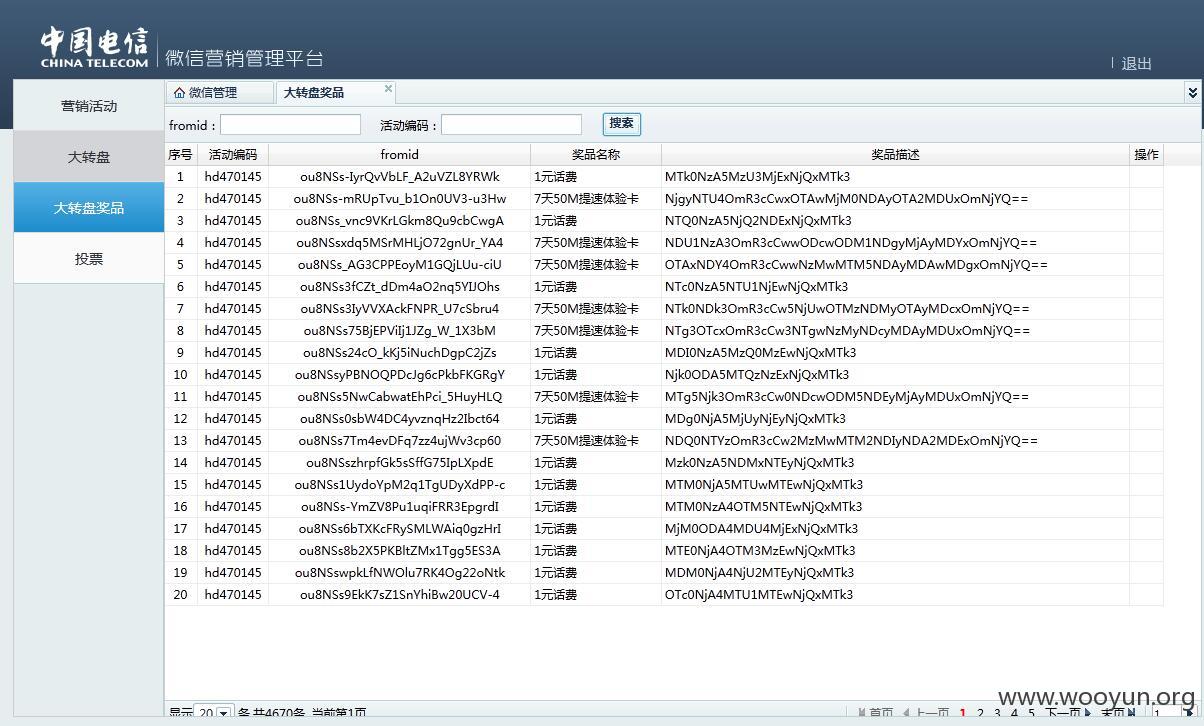 中国电信
CHINA TELECOM
微信营销管理平台
退出
营销活动
大转盘
大转盘奖品
投票
微信管理 大转盘奖品
fromid： 活动编码： 搜索
序号 活动编码 fromid 奖品名称 奖品描述 操作
1 hd470145 ou8NSs-IyrQvVbLF_A2uVZL8YRWk 1元话费 MTk0NzA5MzU3MjExNjQxMTk3
2 hd470145 ou8NSs-mRUpTvu_b1On0UV3-u3Hw 7天50M提速体验卡 NjgyNTU4OmR3cCwxOTAwMjM0NDAyOTA2MDUxOmNjYQ==
3 hd470145 ou8NSs_vnc9VKrLGkm8Qu9cbCwgA 1元话费 NTQ0NzA5NjQ2NDExNjQxMTk3
4 hd470145 ou8NSsxdq5MSrMHLjO72gnUr_YA4 7天50M提速体验卡 NDU1NzA3OmR3cCwwODcwODM1NDgyMjAyMDYxOmNjYQ==
5 hd470145 ou8NSs_AG3CPPEoyM1GQjLUu-ciU 7天50M提速体验卡 OTAxNDY4OmR3cCwwNzMwMTM5NDAyMDAwMDgxOmNjYQ==
6 hd470145 ou8NSs3fCZt_dDm4aO2nq5YIJOhs 1元话费 NTc0NzA5NTU1NjEwNjQxMTk3
7 hd470145 ou8NSs3IyVVXAckFNPR_U7cSbru4 7天50M提速体验卡 NTk0NDk3OmR3cCw5NjUwOTMzNDMyOTAyMDcxOmNjYQ==
8 hd470145 ou8NSs75BjEPViIj1JZg_W_1X3bM 7天50M提速体验卡 NTg3OTcxOmR3cCw3NTgwNzMyNDcyMDAyMDUxOmNjYQ==
9 hd470145 ou8NSs24cO_kKj5iNuchDgpC2jZs 1元话费 MDI0NzA5MzQ0MzEwNjQxMTk3
10 hd470145 ou8NSsyPBNOQPDcJg6cPkbFKGRgY 1元话费 Njk0ODA5MTQzNzExNjQxMTk3
11 hd470145 ou8NSs5NwCabwatEhPci_5HuyHLQ 7天50M提速体验卡 MTg5Njk3OmR3cCw0NDcwODM5NDEyMjAyMDUxOmNjYQ==
12 hd470145 ou8NSs0sbW4DC4yvznqHz2Ibct64 1元话费 MDg0NjA5MjUyNjEyNjQxMTk3
13 hd470145 ou8NSs7Tm4evDFq7zz4ujWv3cp60 7天50M提速体验卡 NDQ0NTYzOmR3cCw2MzMwMTM2NDIyNDA2MDExOmNjYQ==
14 hd470145 ou8NSszhrpfGk5sSffG75IpLXpdE 1元话费 Mzk0NzA5NDMxNTEyNjQxMTk3
15 hd470145 ou8NSs1UydoYpM2q1TgUDyXdPP-c 1元话费 MTM0NjA5MTUwMTEwNjQxMTk3
16 hd470145 ou8NSs-YmZV8Pu1uqiFRR3EpgrdI 1元话费 MTM0NzA4OTM5NTEwNjQxMTk3
17 hd470145 ou8NSs6bTXKcFRySMLWAiq0gzHrI 1元话费 MjM0ODA4MDU4MjExNjQxMTk3
18 hd470145 ou8NSs8b2X5PKBltZMx1Tgg5ES3A 1元话费 MTE0NjA4OTM3MzEwNjQxMTk3
19 hd470145 ou8NSswpkLfNWOlu7RK4Og22oNtk 1元话费 MDM0NjA4NjU2MTEyNjQxMTk3
20 hd470145 ou8NSs9EkK7sZ1SnYhiBw20UCV-4 1元话费 OTc0NjA4MTU1MTEwNjQxMTk3
显示 20 条 共4670条 当前第1页 首页 上一页 1 2 3 4 5 下一页 末页 1
www.wooyun.org